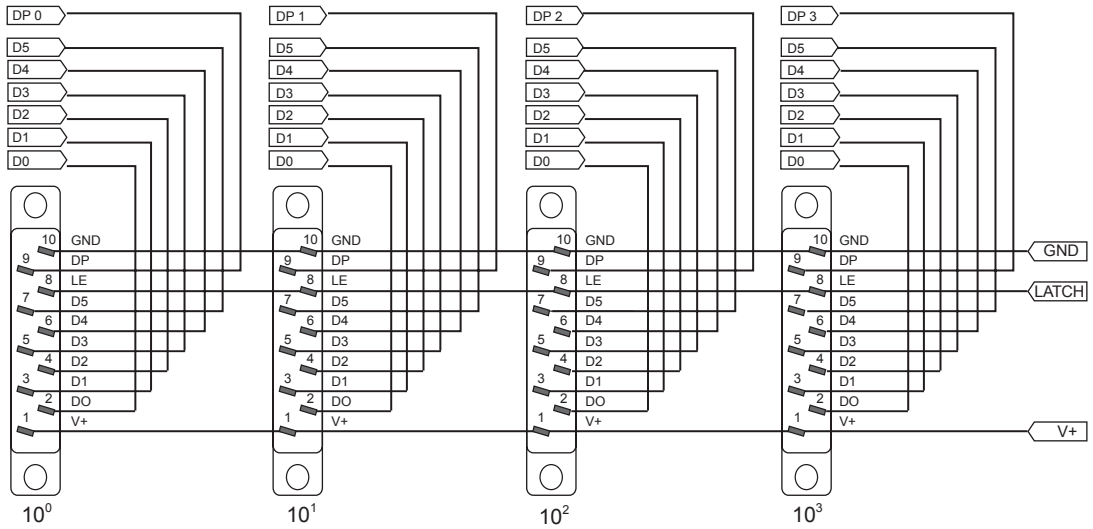 DP 0 DP 1 DP 2 DP 3
D5 D5 D5 D5
D4 D4 D4 D4
D3 D3 D3 D3
D2 D2 D2 D2
D1 D1 D1 D1
D0 D0 D0 D0
10 GND 10 GND 10 GND 10 GND GND
9 DP 9 DP 9 DP 9 DP
8 LE 8 LE 8 LE 8 LE LATCH
7 D5 7 D5 7 D5 7 D5
6 D4 6 D4 6 D4 6 D4
5 D3 5 D3 5 D3 5 D3
4 D2 4 D2 4 D2 4 D2
3 D1 3 D1 3 D1 3 D1
2 DO 2 DO 2 DO 2 DO
1 V+ 1 V+ 1 V+ 1 V+ V+
10⁰ 10¹ 10² 10³